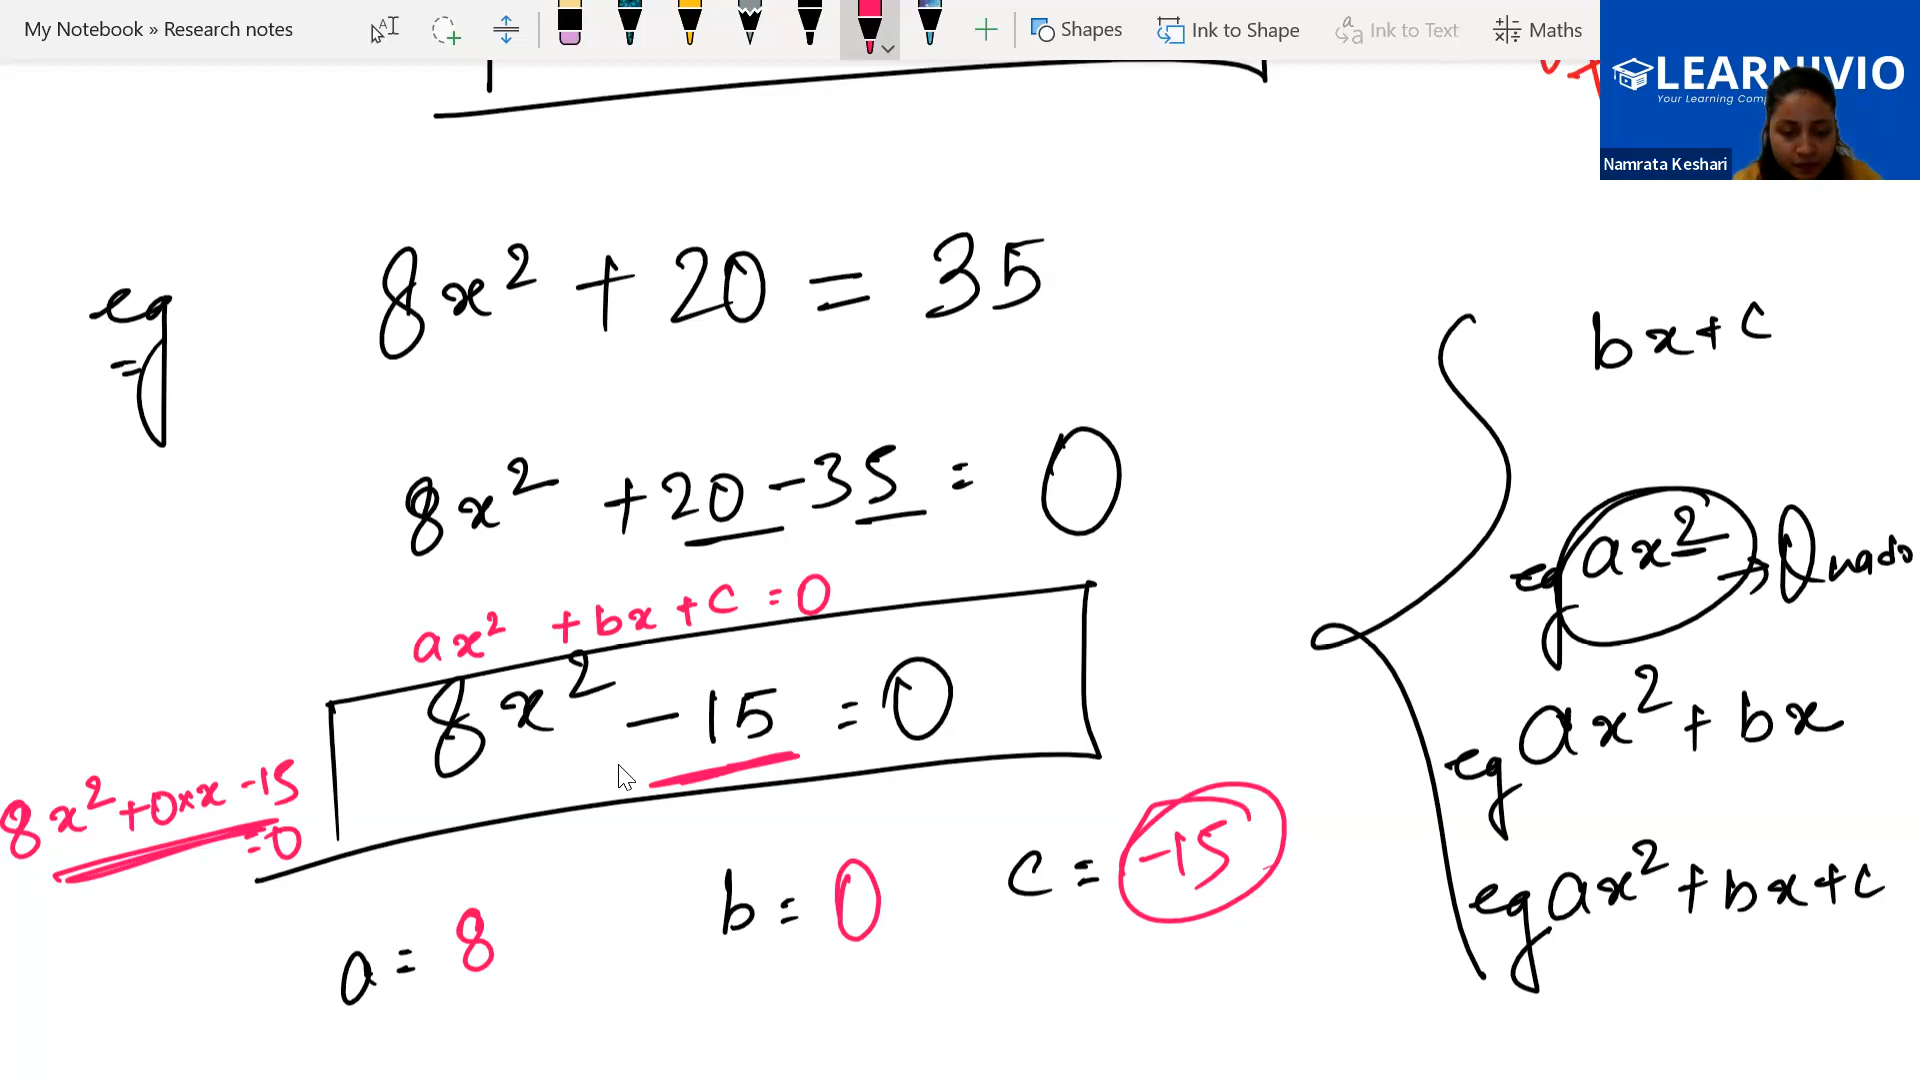 My Notebook » Research notes
Shapes
Ink to Shape
Ink to Text
Maths
LEARNIVIO
Namrata Keshari
eg
8x² + 20 = 35
8x² + 20 - 35 = 0
ax² + bx + c = 0
8x² - 15 = 0
8x² + 0×x - 15
= 0
a = 8
b = 0
c = -15
bx + c
eg ax² →
eg ax² + bx
eg ax² + bx + c